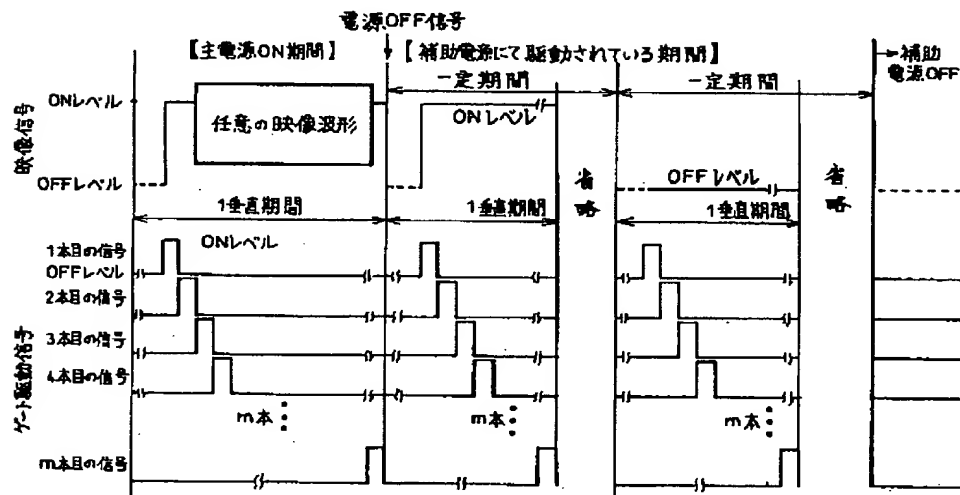 電源OFF信号
【主電源ON期間】
【補助電源にて駆動されている期間】
補助
電源OFF
一定期間
一定期間
映像信号
ONレベル
任意の映像波形
ONレベル
OFFレベル
OFFレベル
省略
省略
1垂直期間
1垂直期間
1垂直期間
ゲート駆動信号
1本目の信号
ONレベル
OFFレベル
2本目の信号
3本目の信号
4本目の信号
m本
m本
m本
m本目の信号